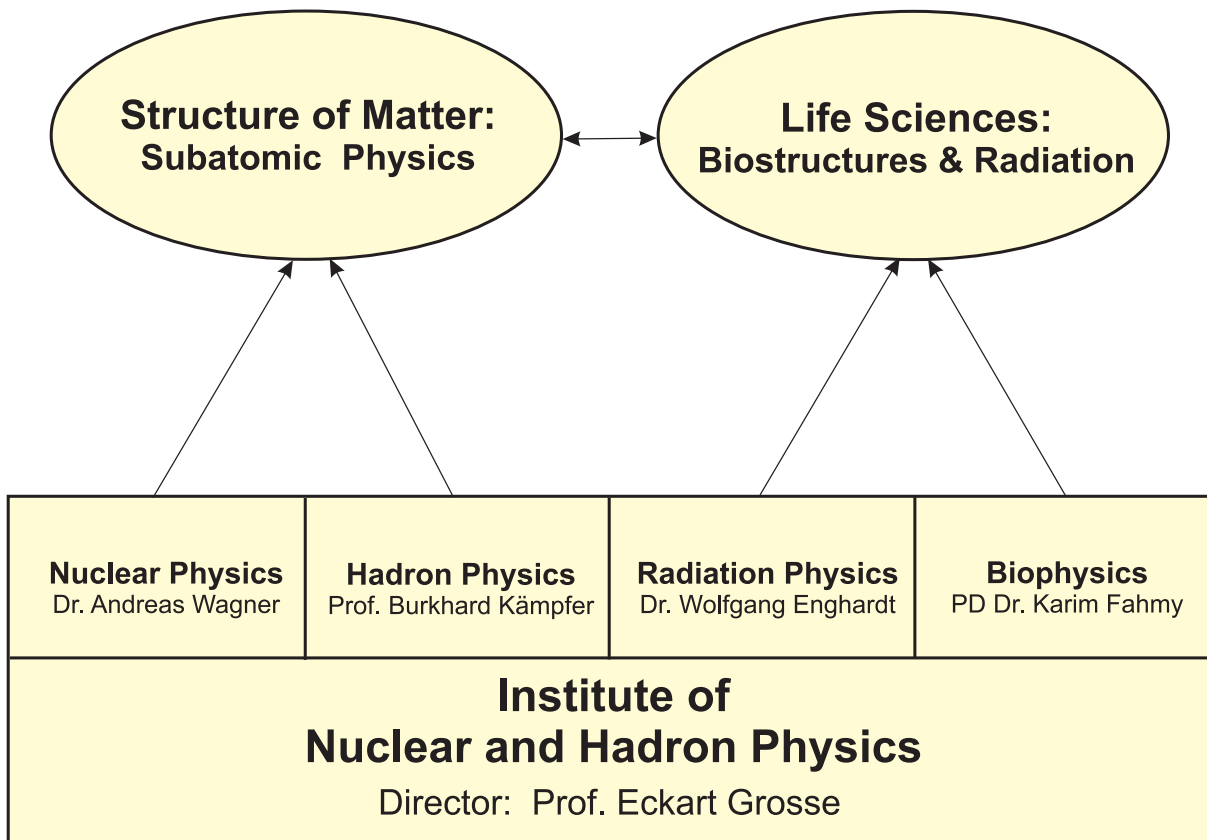 Structure of Matter:
Subatomic Physics
Life Sciences:
Biostructures & Radiation
Nuclear Physics
Dr. Andreas Wagner
Hadron Physics
Prof. Burkhard Kämpfer
Radiation Physics
Dr. Wolfgang Enghardt
Biophysics
PD Dr. Karim Fahmy
Institute of
Nuclear and Hadron Physics
Director: Prof. Eckart Grosse